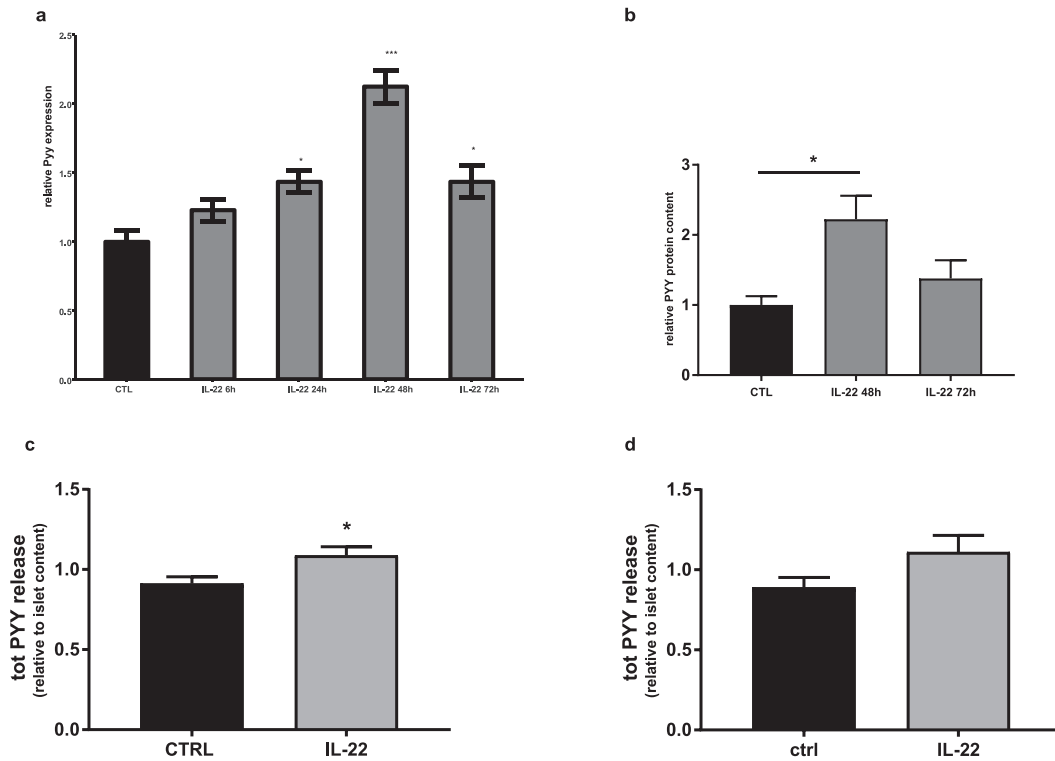 a
relative Pyy expression
2.5
2.0
1.5
1.0
0.5
0.0
***
*
*
CTL
IL-22 6h
IL-22 24h
IL-22 48h
IL-22 72h
b
relative PYY protein content
3
2
1
0
*
CTL
IL-22 48h
IL-22 72h
c
tot PYY release
(relative to islet content)
1.5
1.0
0.5
0.0
*
CTRL
IL-22
d
tot PYY release
(relative to islet content)
1.5
1.0
0.5
0.0
ctrl
IL-22